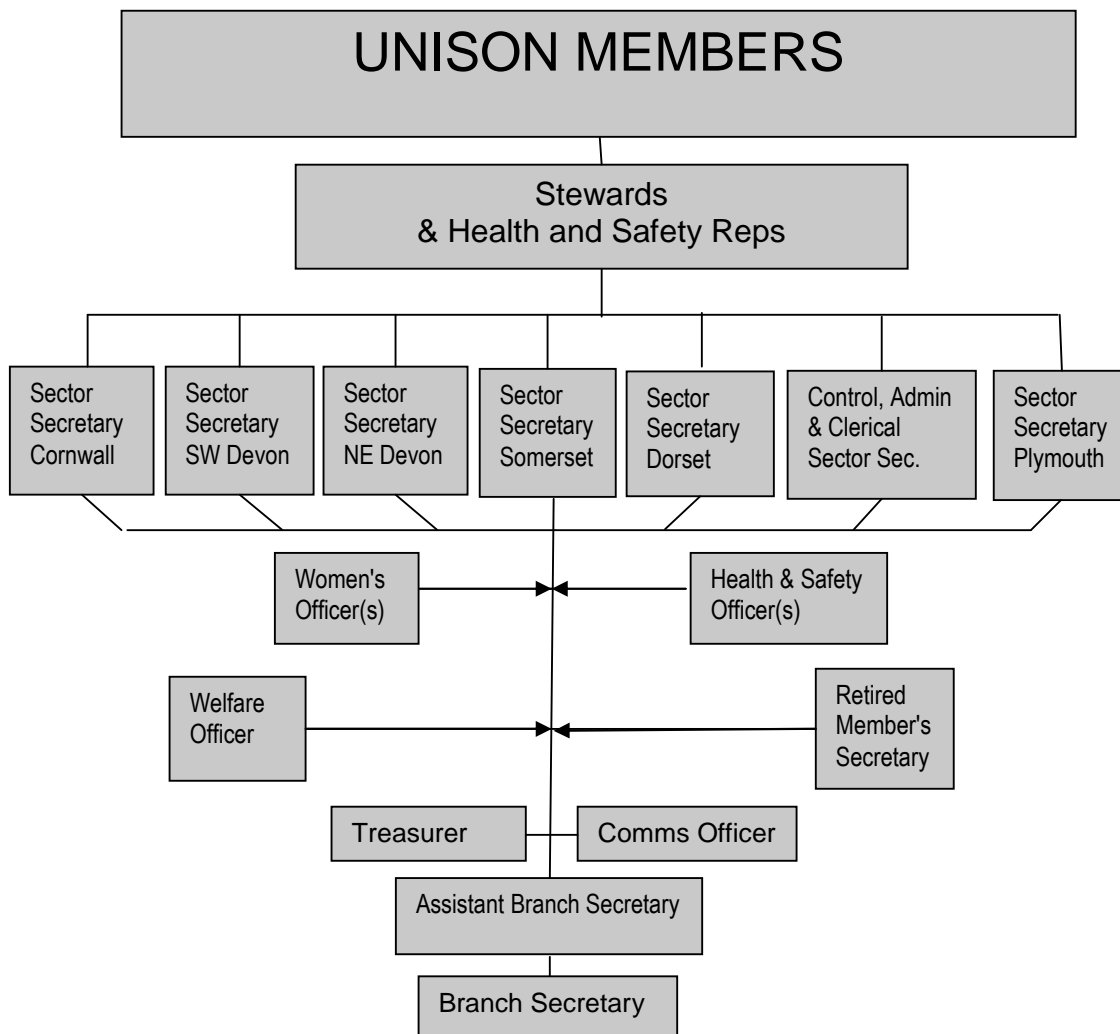 UNISON MEMBERS
Stewards
& Health and Safety Reps
Sector
Secretary
Cornwall
Sector
Secretary
SW Devon
Sector
Secretary
NE Devon
Sector
Secretary
Somerset
Sector
Secretary
Dorset
Control, Admin
& Clerical
Sector Sec.
Sector
Secretary
Plymouth
Women's
Officer(s)
Health & Safety
Officer(s)
Welfare
Officer
Retired
Member's
Secretary
Treasurer
Comms Officer
Assistant Branch Secretary
Branch Secretary